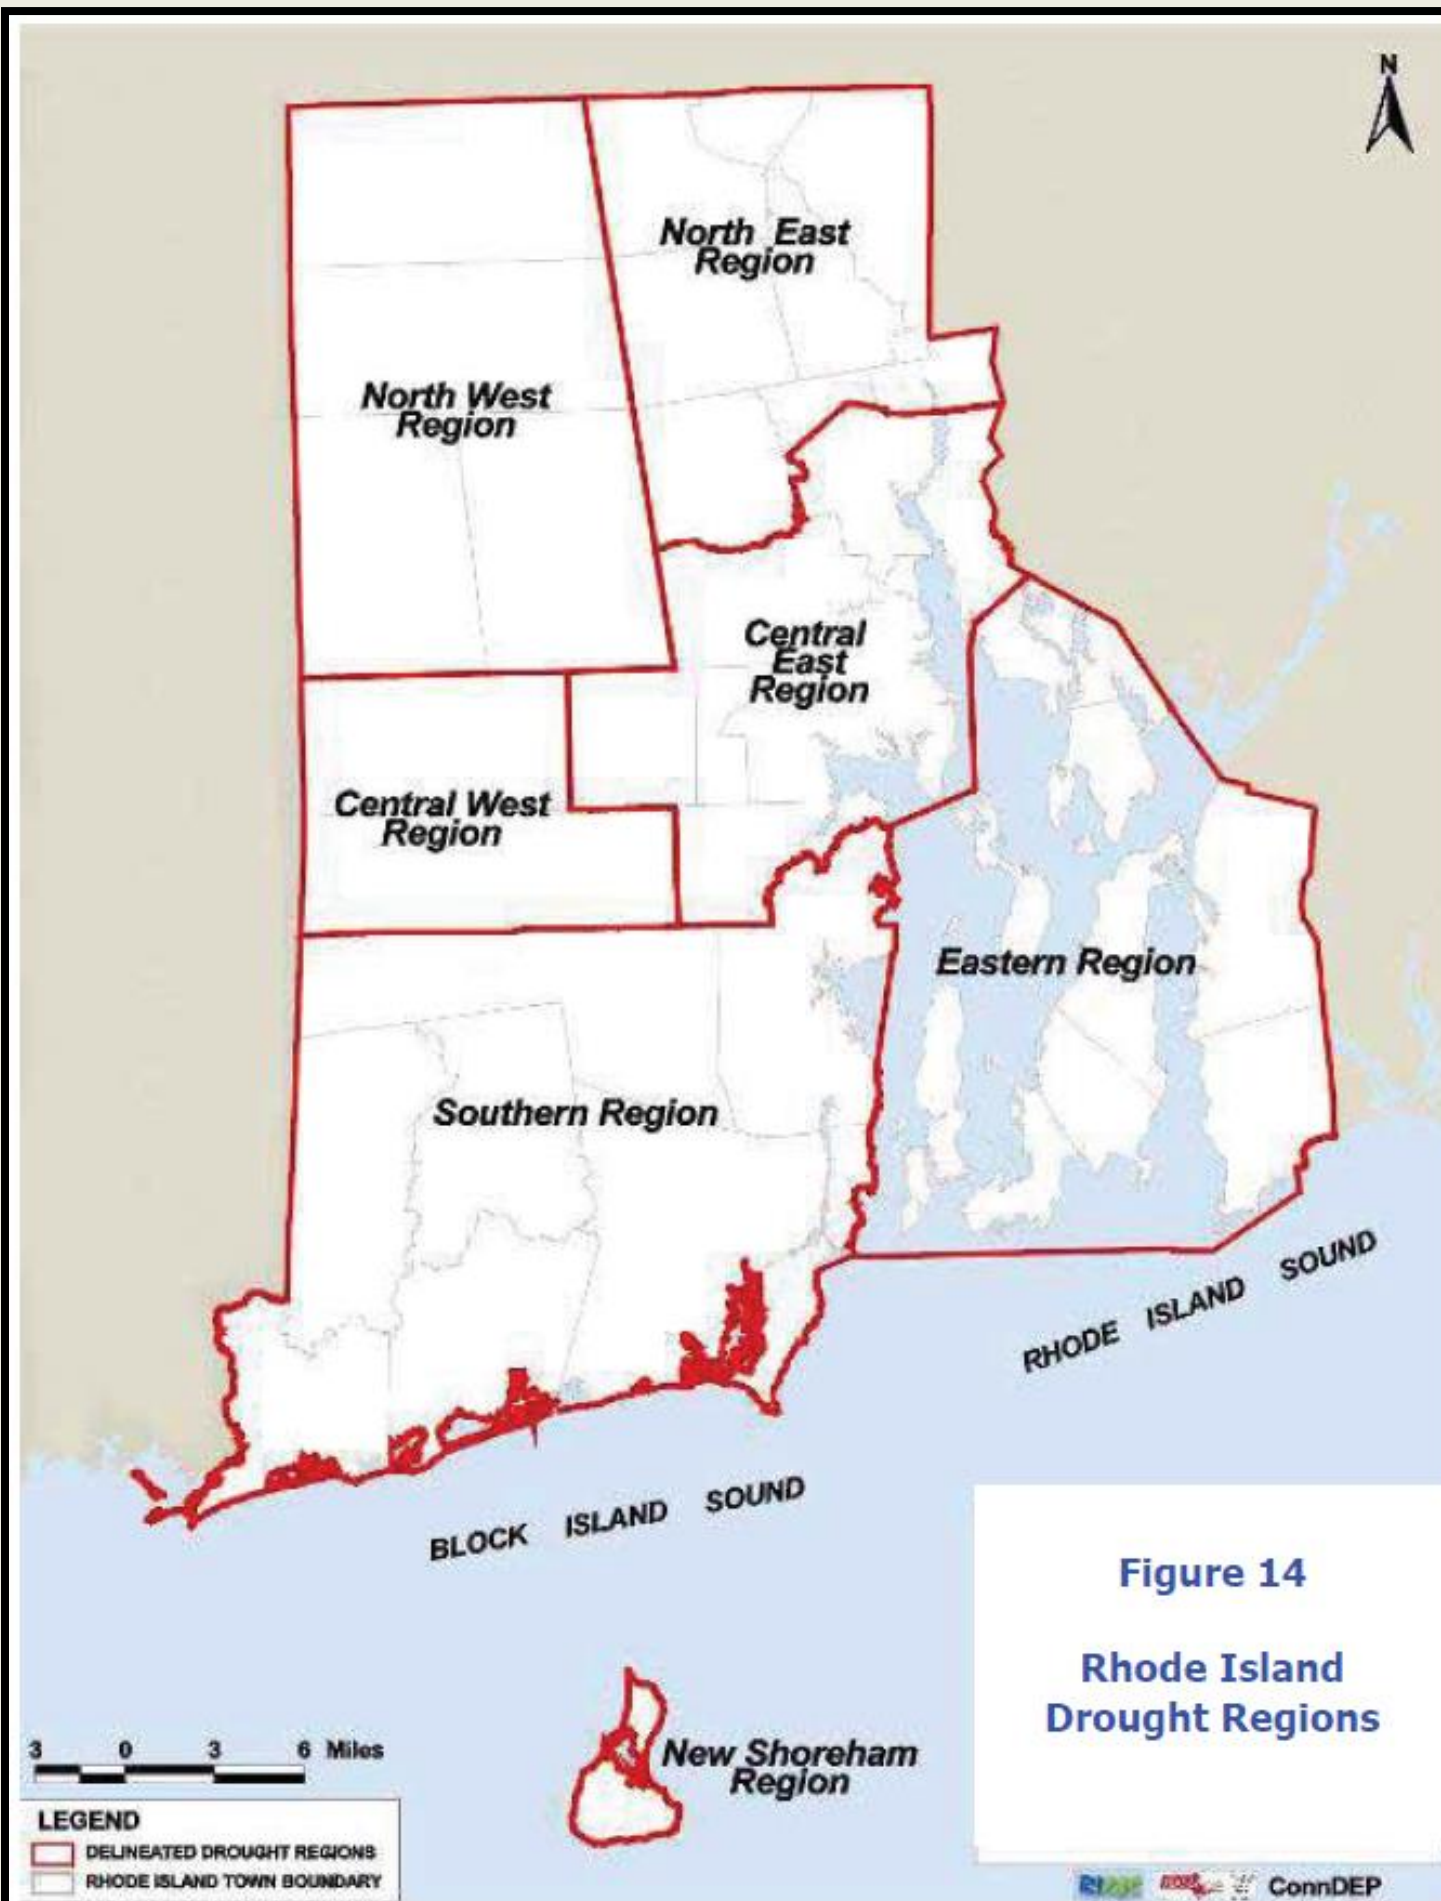 N
North East
Region
North West
Region
Central
East
Region
Central West
Region
Eastern Region
Southern Region
RHODE ISLAND SOUND
BLOCK ISLAND SOUND
Figure 14
Rhode Island
Drought Regions
New Shoreham
Region
3 0 3 6 Miles
LEGEND
DELINEATED DROUGHT REGIONS
RHODE ISLAND TOWN BOUNDARY
ConnDEP